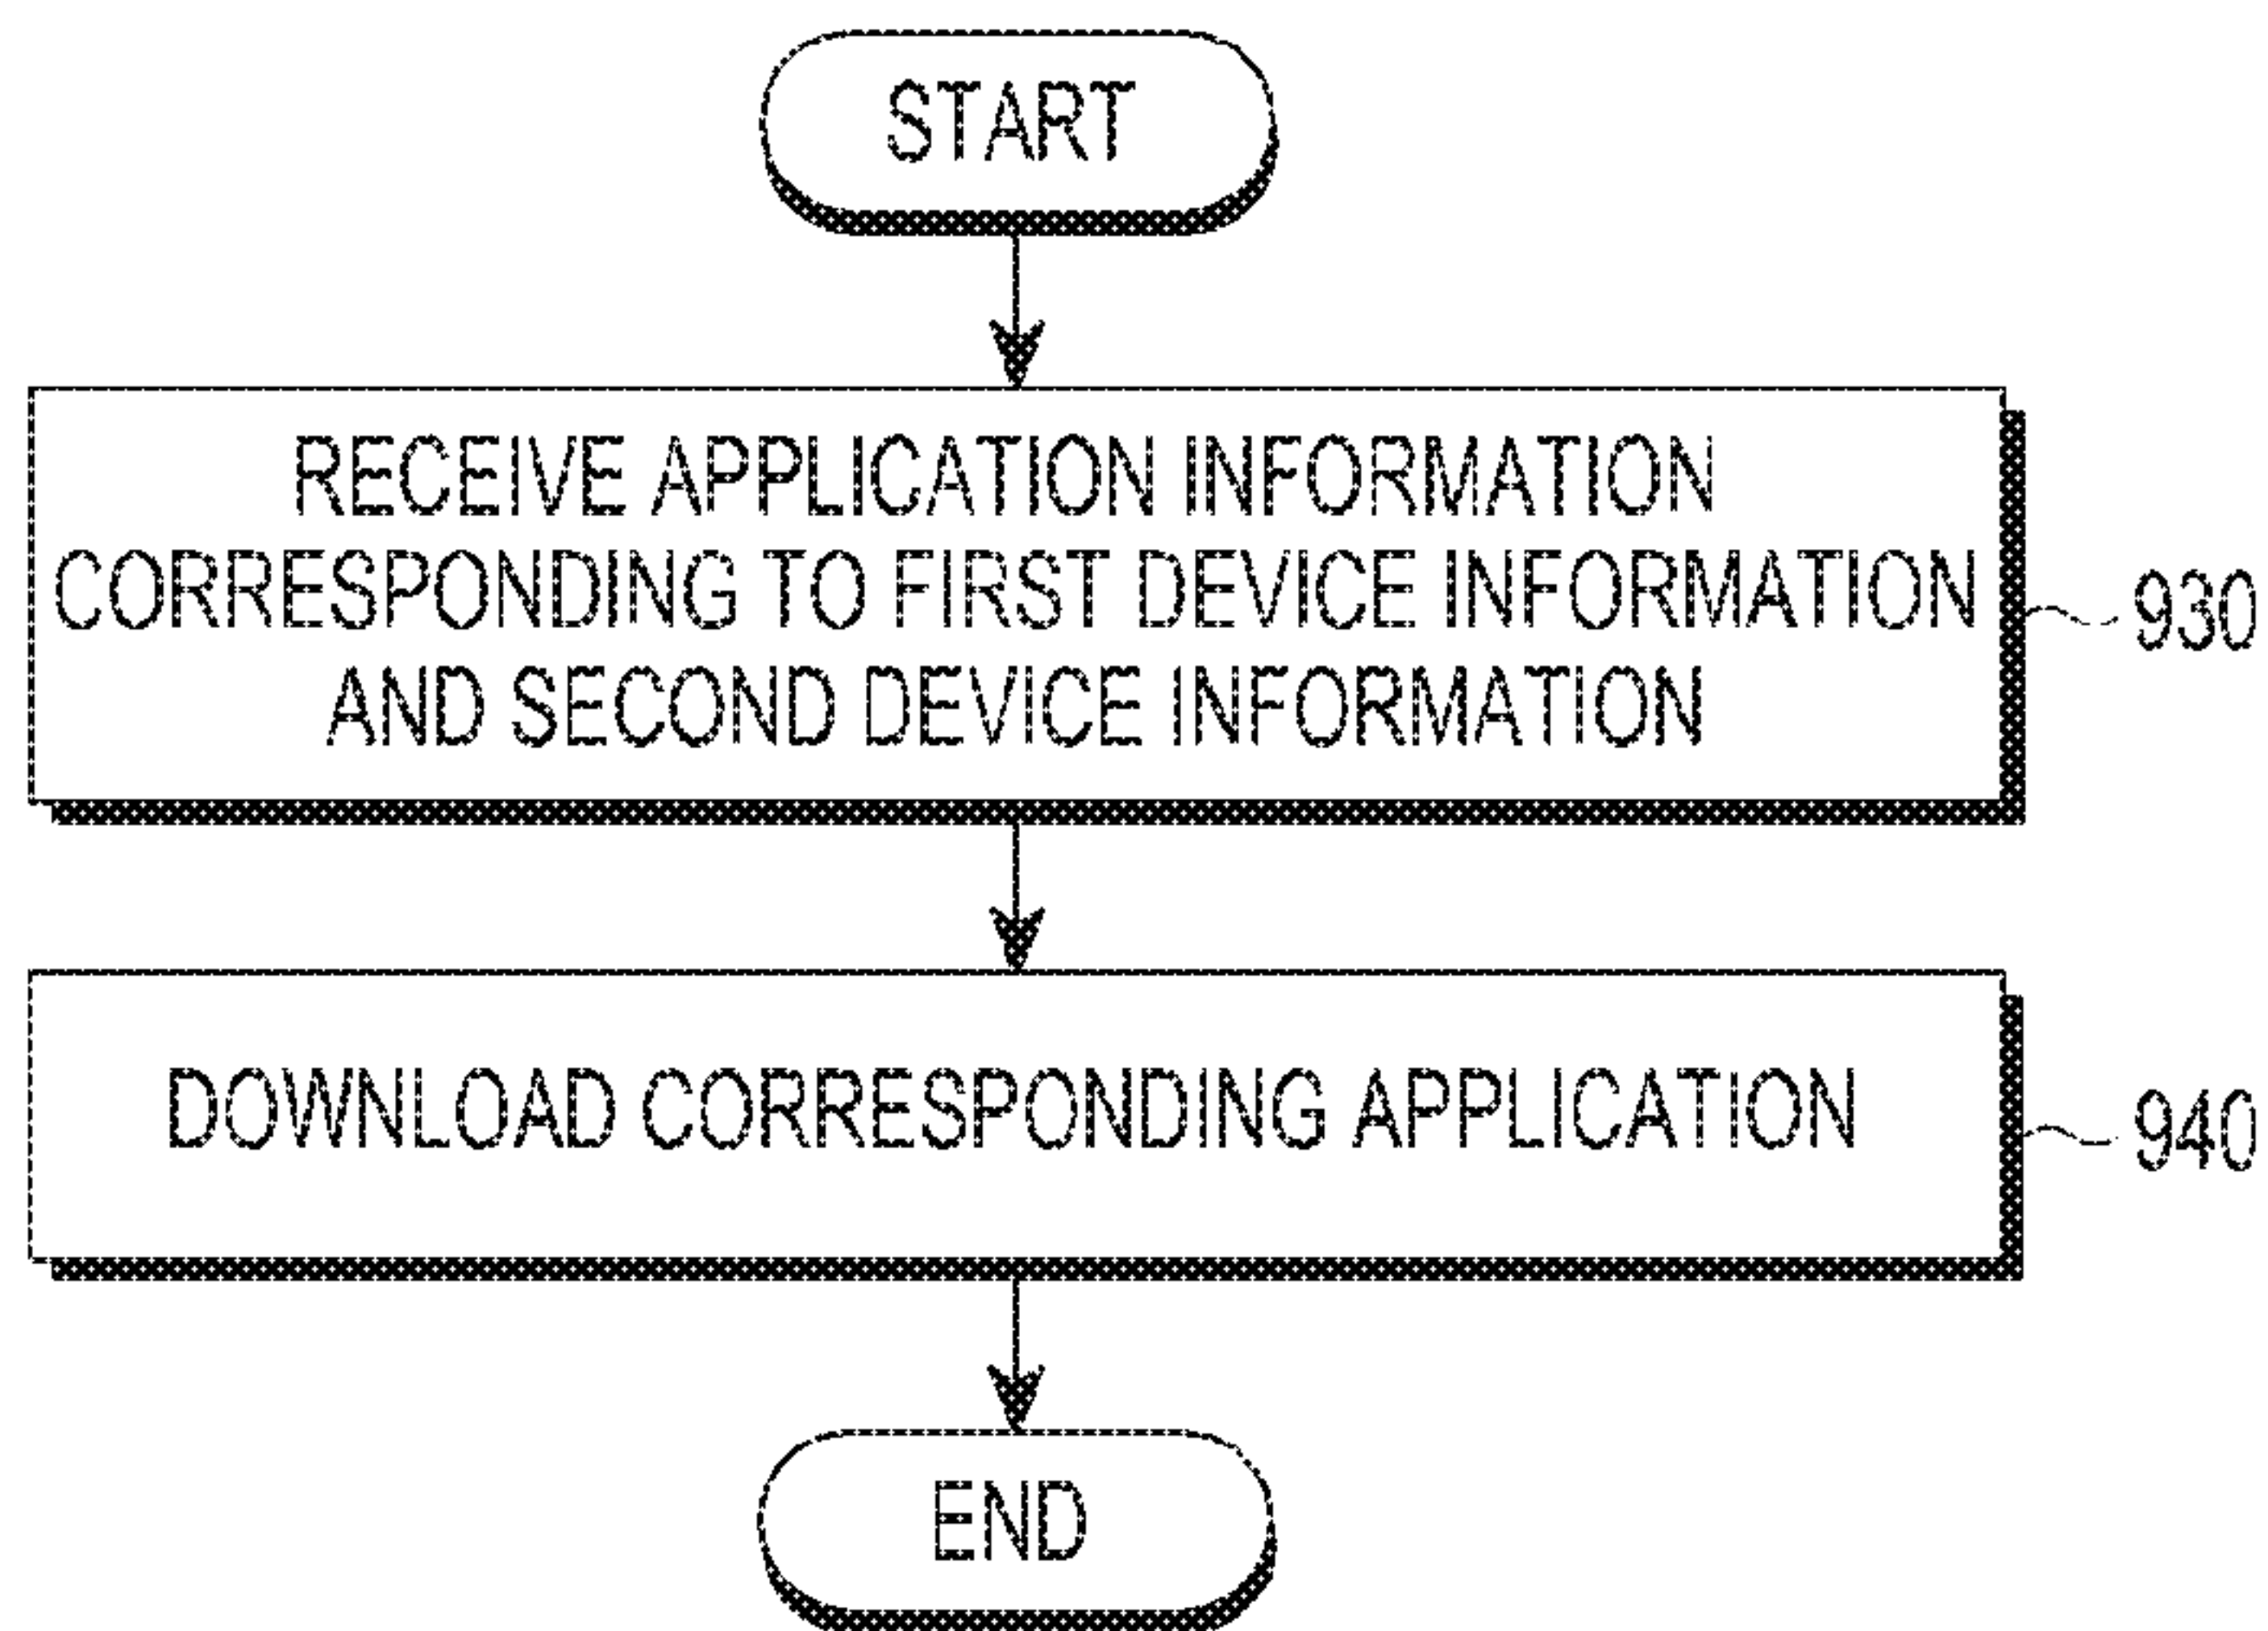 START
RECEIVE APPLICATION INFORMATION
CORRESPONDING TO FIRST DEVICE INFORMATION
AND SECOND DEVICE INFORMATION
930
DOWNLOAD CORRESPONDING APPLICATION
940
END